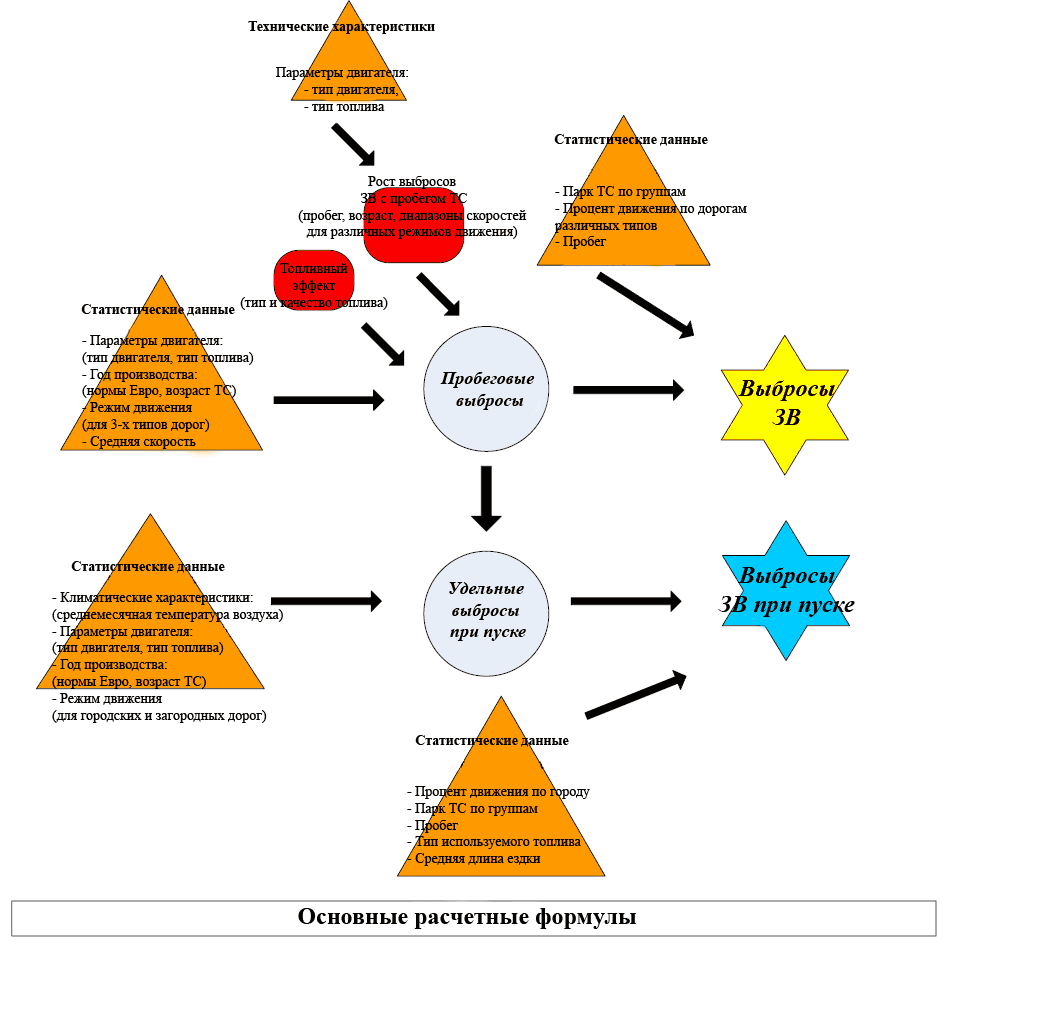 Технические характеристики
Параметры двигателя:
- тип двигателя,
- тип топлива
Статистические данные
- Парк ТС по группам
- Процент движения по дорогам
различных типов
- Пробег
Рост выбросов
ЗВ с пробегом ТС
(пробег, возраст, диапазоны скоростей
для различных режимов движения)
Топливный
эффект
(тип и качество топлива)
Статистические данные
- Параметры двигателя:
(тип двигателя, тип топлива)
- Год производства:
(нормы Евро, возраст ТС)
- Режим движения
(для 3-х типов дорог)
- Средняя скорость
Пробеговые
выбросы
Выбросы
ЗВ
Статистические данные
- Климатические характеристики:
(среднемесячная температура воздуха)
- Параметры двигателя:
(тип двигателя, тип топлива)
- Год производства:
(нормы Евро, возраст ТС)
- Режим движения
(для городских и загородных дорог)
Удельные
выбросы
при пуске
Выбросы
ЗВ при пуске
Статистические данные
- Процент движения по городу
- Парк ТС по группам
- Пробег
- Тип используемого топлива
- Средняя длина ездки
Основные расчетные формулы